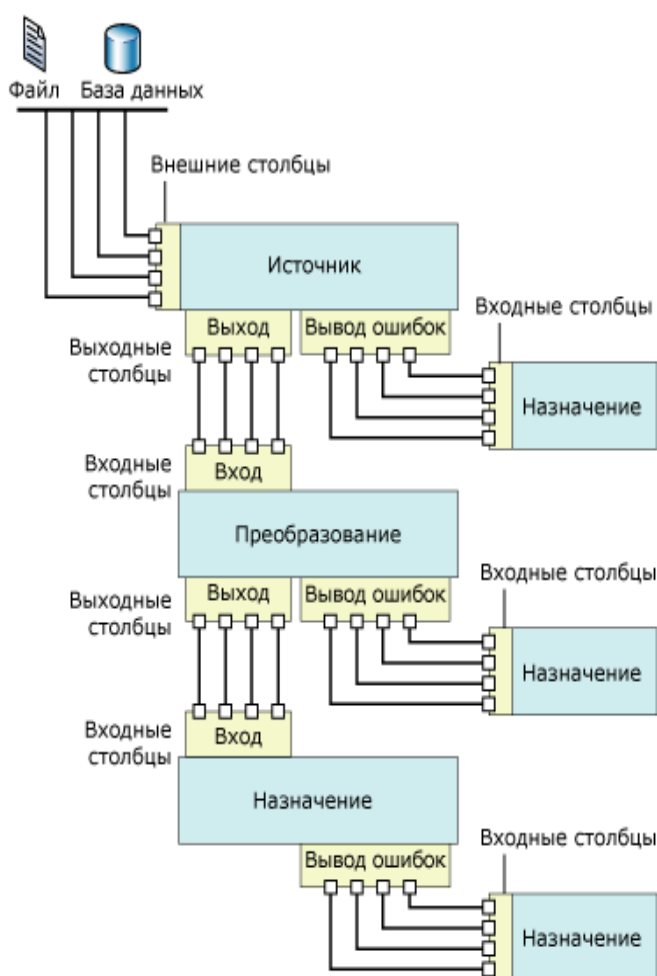 Файл База данных
Внешние столбцы
Источник
Входные столбцы
Выход
Вывод ошибок
Выходные
столбцы
Назначение
Входные
столбцы
Вход
Преобразование
Входные столбцы
Выход
Вывод ошибок
Выходные
столбцы
Назначение
Входные
столбцы
Вход
Назначение
Входные столбцы
Вывод ошибок
Назначение